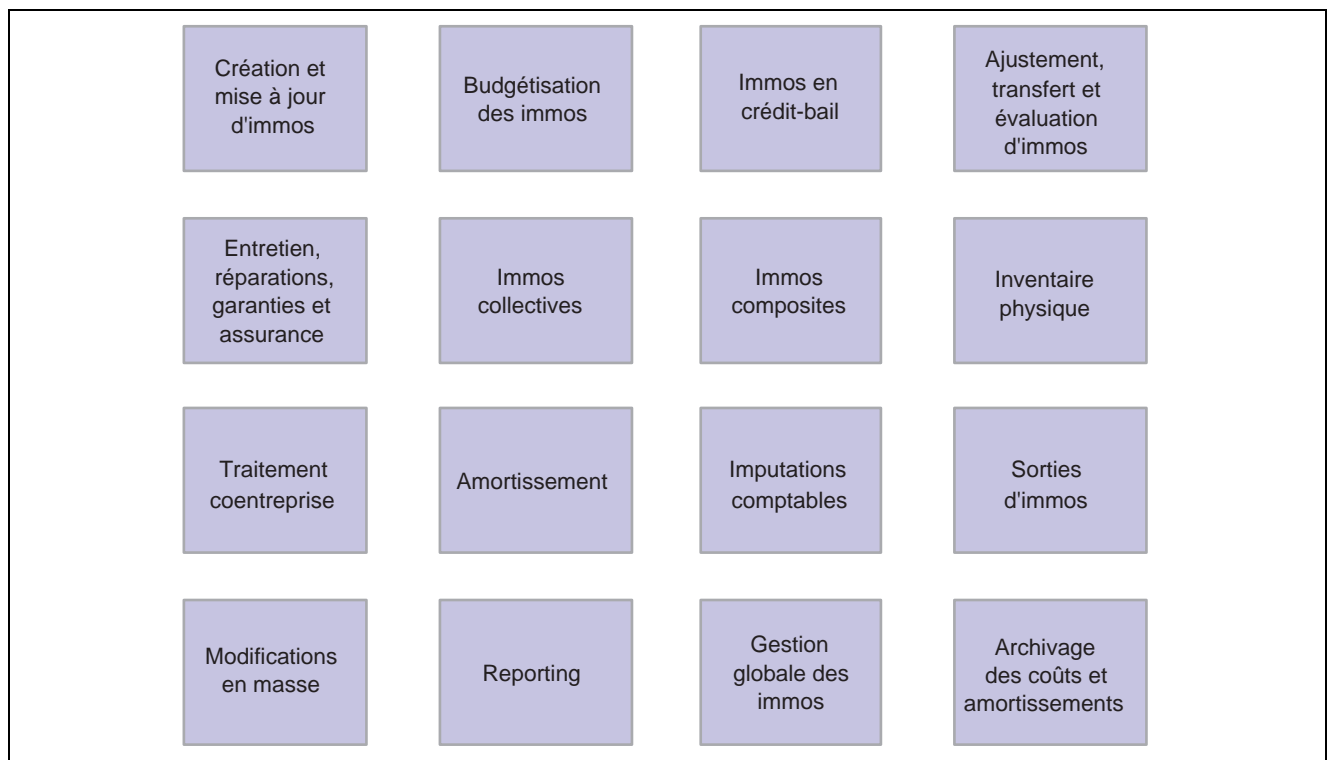 Création et
mise à jour
d'immos
Budgétisation
des immos
Immos en
crédit-bail
Ajustement,
transfert et
évaluation
d'immos
Entretien,
réparations,
garanties et
assurance
Immos
collectives
Immos
composites
Inventaire
physique
Traitement
coentreprise
Amortissement
Imputations
comptables
Sorties
d'immos
Modifications
en masse
Reporting
Gestion
globale des
immos
Archivage
des coûts et
amortissements